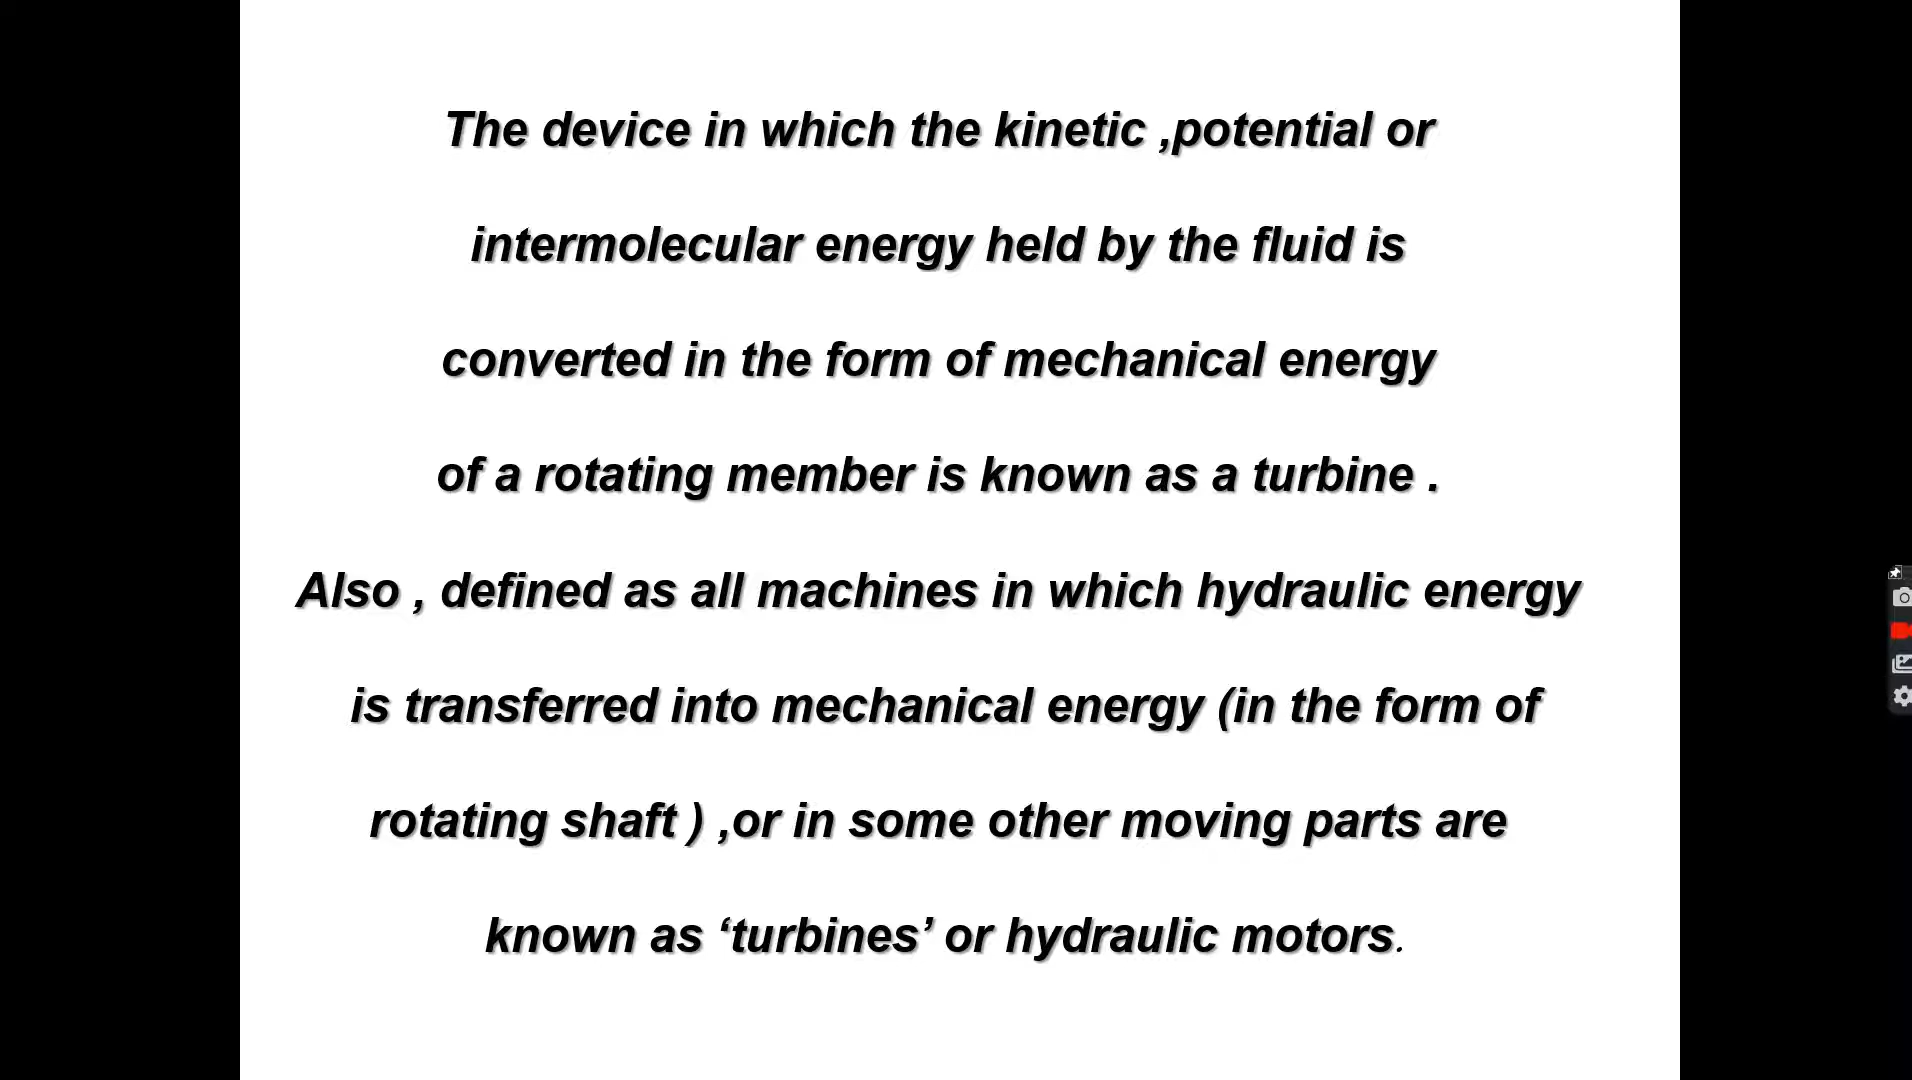 The device in which the kinetic ,potential or
intermolecular energy held by the fluid is
converted in the form of mechanical energy
of a rotating member is known as a turbine .
Also , defined as all machines in which hydraulic energy
is transferred into mechanical energy (in the form of
rotating shaft ) ,or in some other moving parts are
known as ‘turbines’ or hydraulic motors.